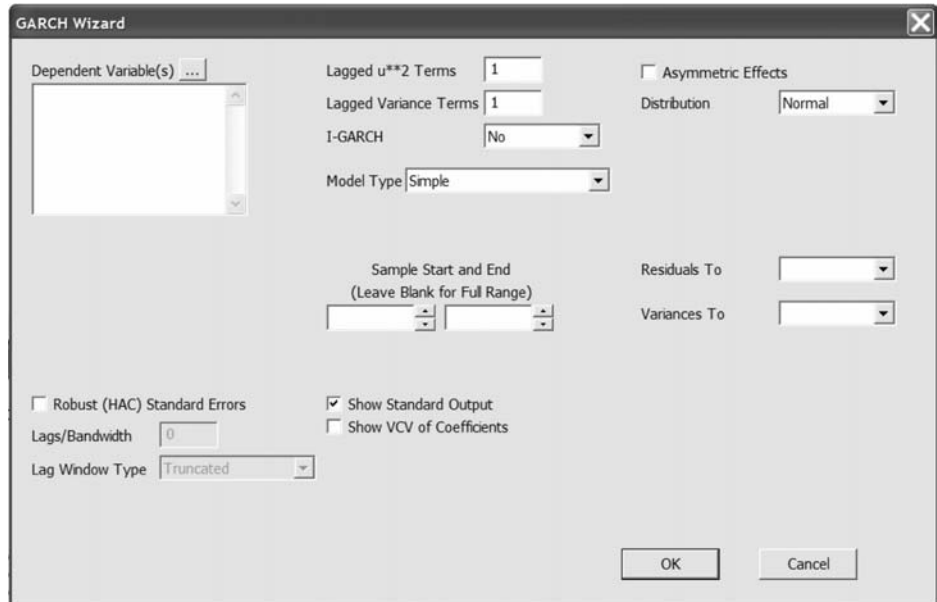 GARCH Wizard
Dependent Variable(s) ...
Lagged u**2 Terms 1
Lagged Variance Terms 1
I-GARCH No
Model Type Simple
Asymmetric Effects
Distribution Normal
Sample Start and End
(Leave Blank for Full Range)
Residuals To
Variances To
Robust (HAC) Standard Errors
Lags/Bandwidth 0
Lag Window Type Truncated
Show Standard Output
Show VCV of Coefficients
OK
Cancel